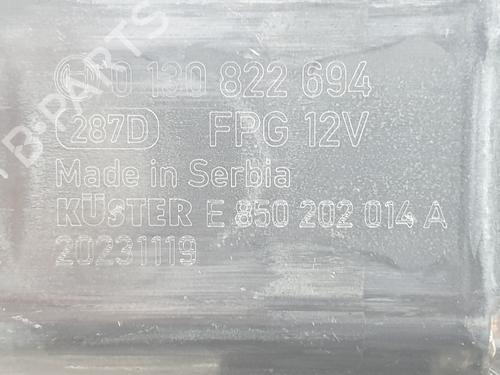 0 130 822 694
287D FPG 12V
Made in Serbia
KÜSTER E 850 202 014 A
20231119
B-PARTS